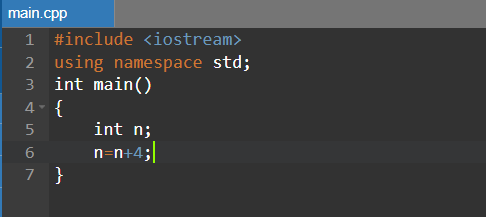 main.cpp
1 #include <iostream>
2 using namespace std;
3 int main()
4 {
5     int n;
6     n=n+4;
7 }